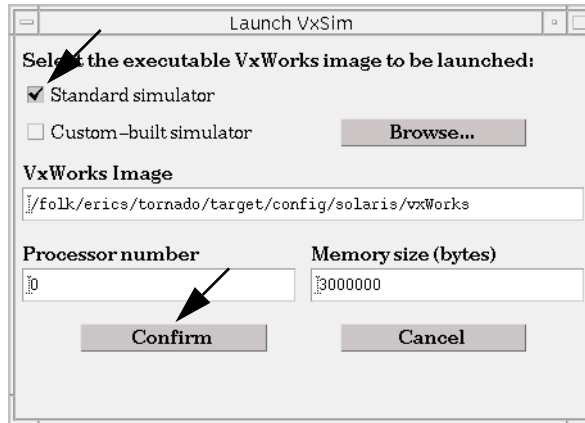 Launch VxSim
Select the executable VxWorks image to be launched:
Standard simulator
Custom-built simulator
Browse...
VxWorks Image
/folk/erics/tornado/target/config/solaris/vxWorks
Processor number
Memory size (bytes)
0
3000000
Confirm
Cancel